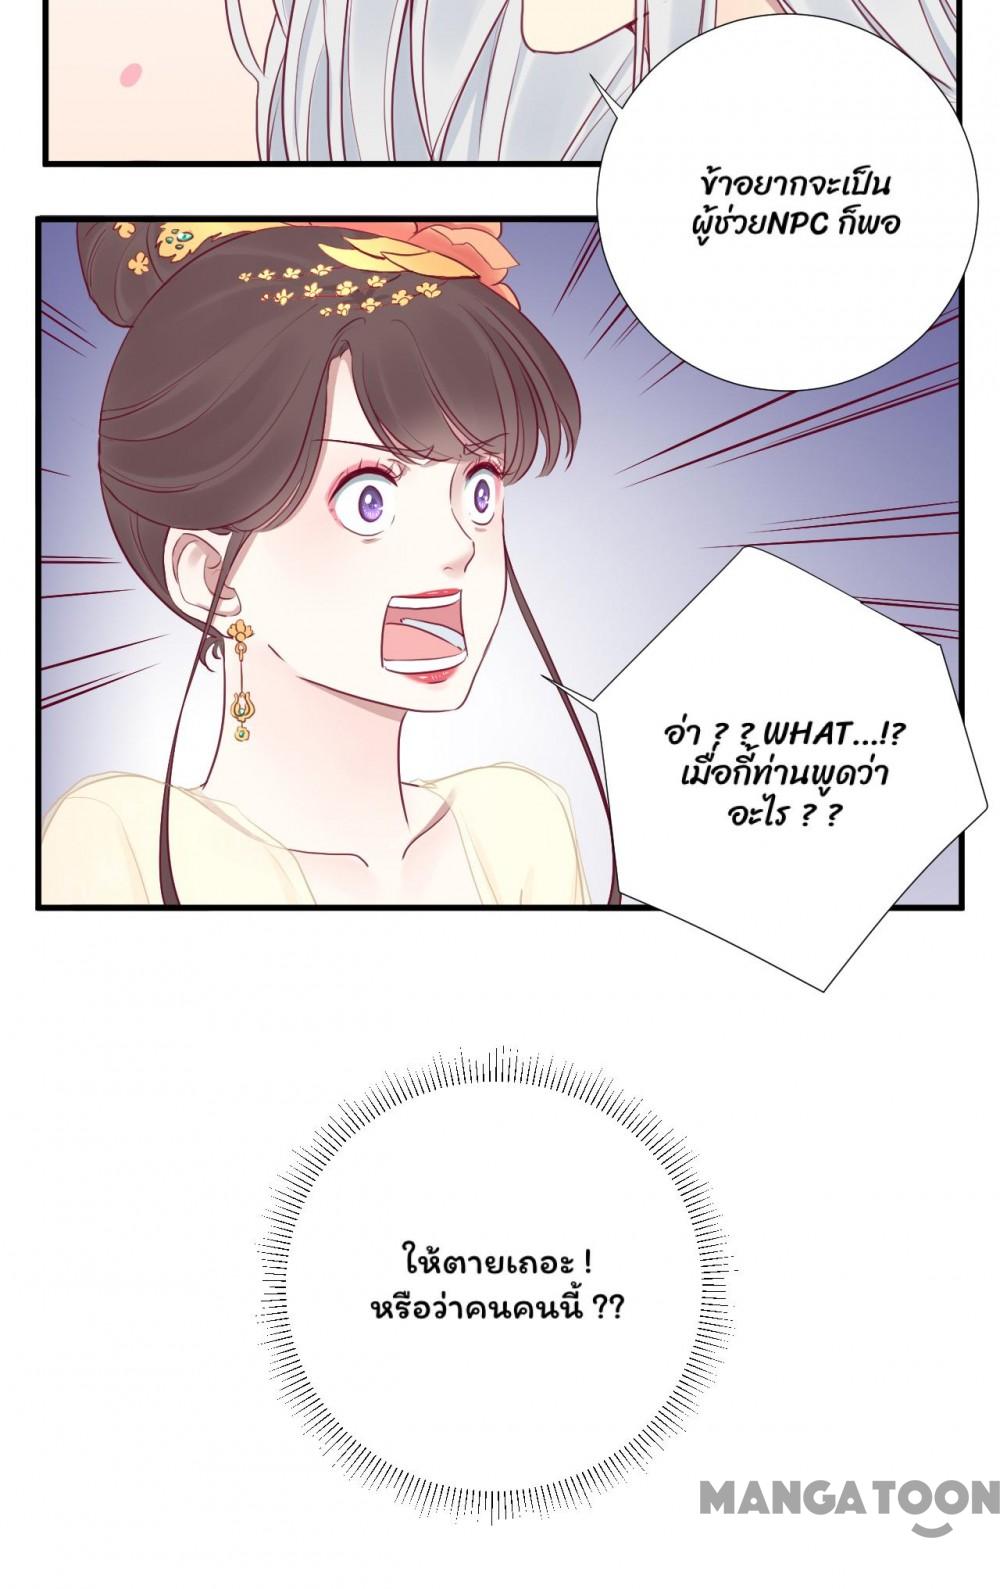 ข้าอยากจะเป็น
ผู้ช่วยNPC ก็พอ
อ่า ? ? WHAT...!?
เมื่อกี้ท่านพูดว่า
อะไร ? ?
ให้ตายเถอะ !
หรือว่าคนคนนี้ ??
MANGATOON